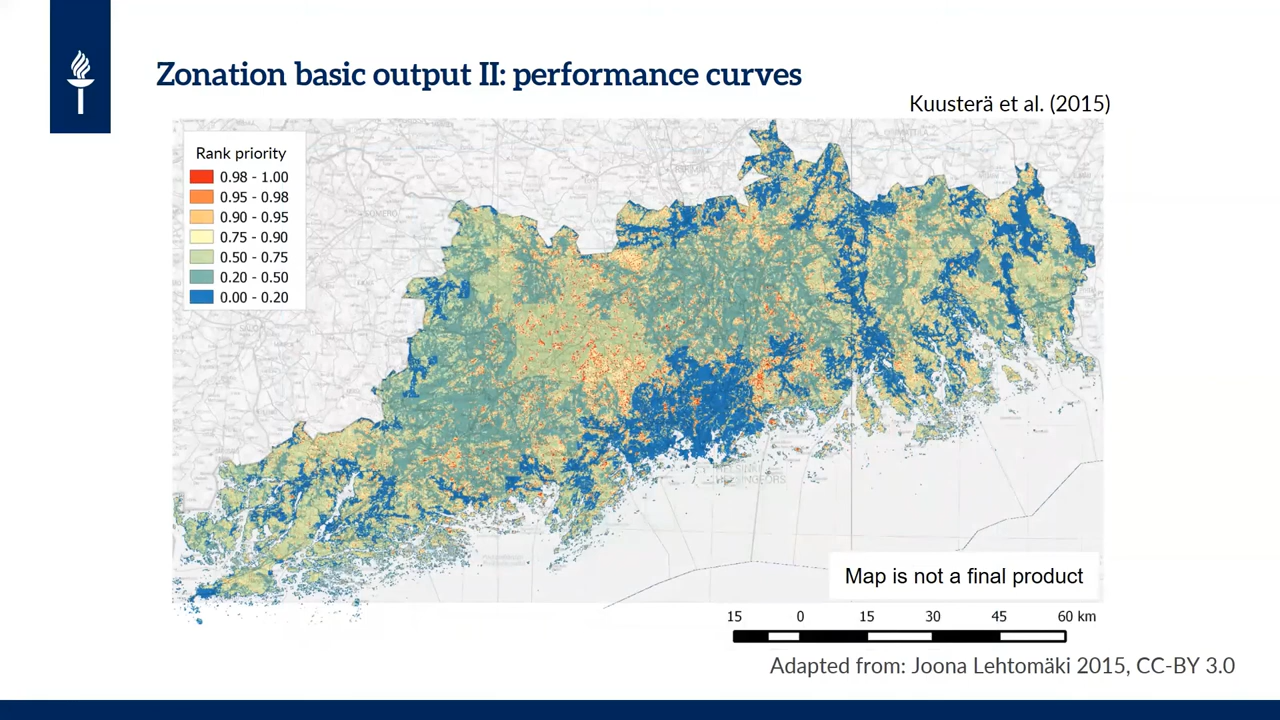 Zonation basic output II: performance curves
Kuusterä et al. (2015)
Rank priority
0.98 - 1.00
0.95 - 0.98
0.90 - 0.95
0.75 - 0.90
0.50 - 0.75
0.20 - 0.50
0.00 - 0.20
SOMERO
HELSINKI
HELSINGFORS
Map is not a final product
15 0 15 30 45 60 km
Adapted from: Joona Lehtomäki 2015, CC-BY 3.0